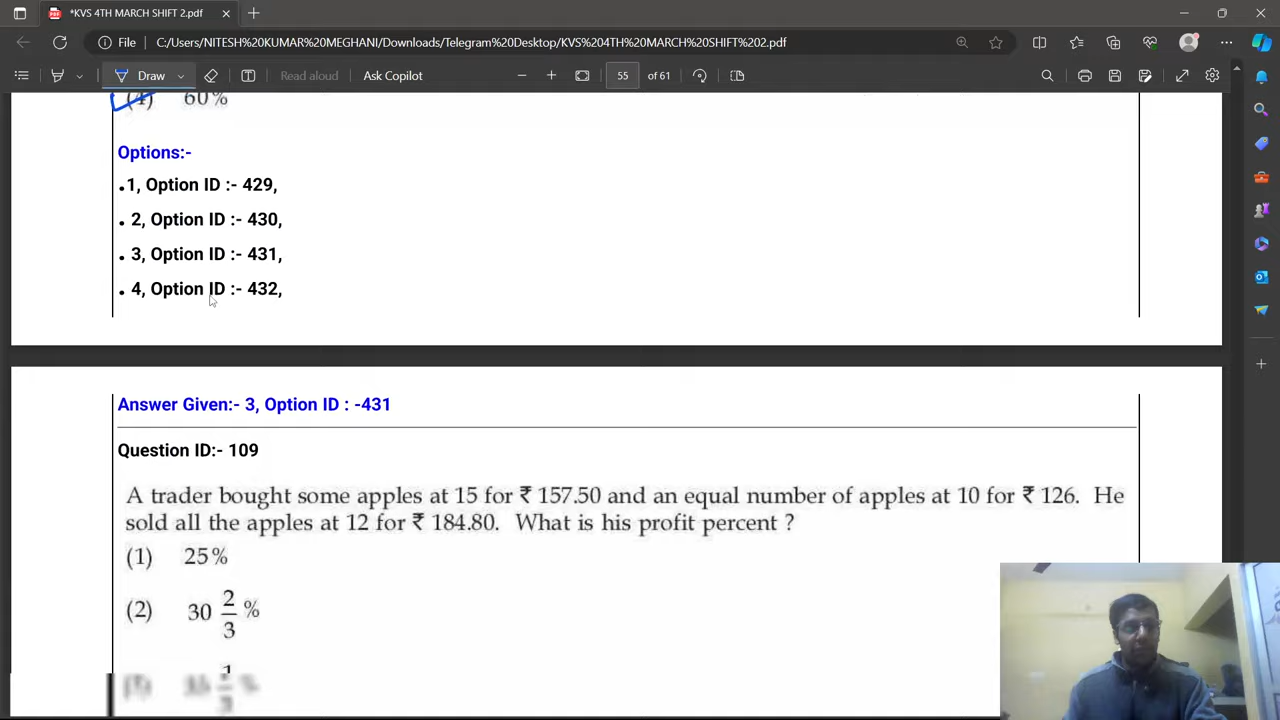 *KVS 4TH MARCH SHIFT 2.pdf
File C:/Users/NITESH%20KUMAR%20MEGHANI/Downloads/Telegram%20Desktop/KVS%204TH%20MARCH%20SHIFT%202.pdf
Draw Read aloud Ask Copilot 55 of 61
(4) 60%
Options:-
.1, Option ID :- 429,
. 2, Option ID :- 430,
. 3, Option ID :- 431,
. 4, Option ID :- 432,
Answer Given:- 3, Option ID : -431
Question ID:- 109
A trader bought some apples at 15 for ₹ 157.50 and an equal number of apples at 10 for ₹ 126. He
sold all the apples at 12 for ₹ 184.80. What is his profit percent ?
(1) 25%
(2) 30 2/3 %